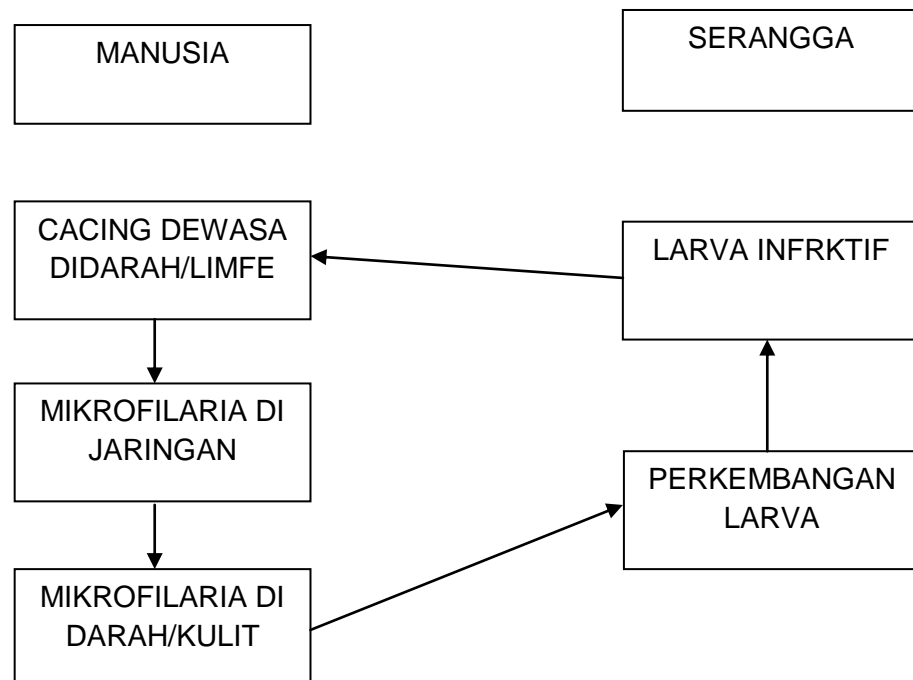 MANUSIA
SERANGGA
CACING DEWASA
DIDARAH/LIMFE
LARVA INFRKTIF
MIKROFILARIA DI
JARINGAN
PERKEMBANGAN
LARVA
MIKROFILARIA DI
DARAH/KULIT